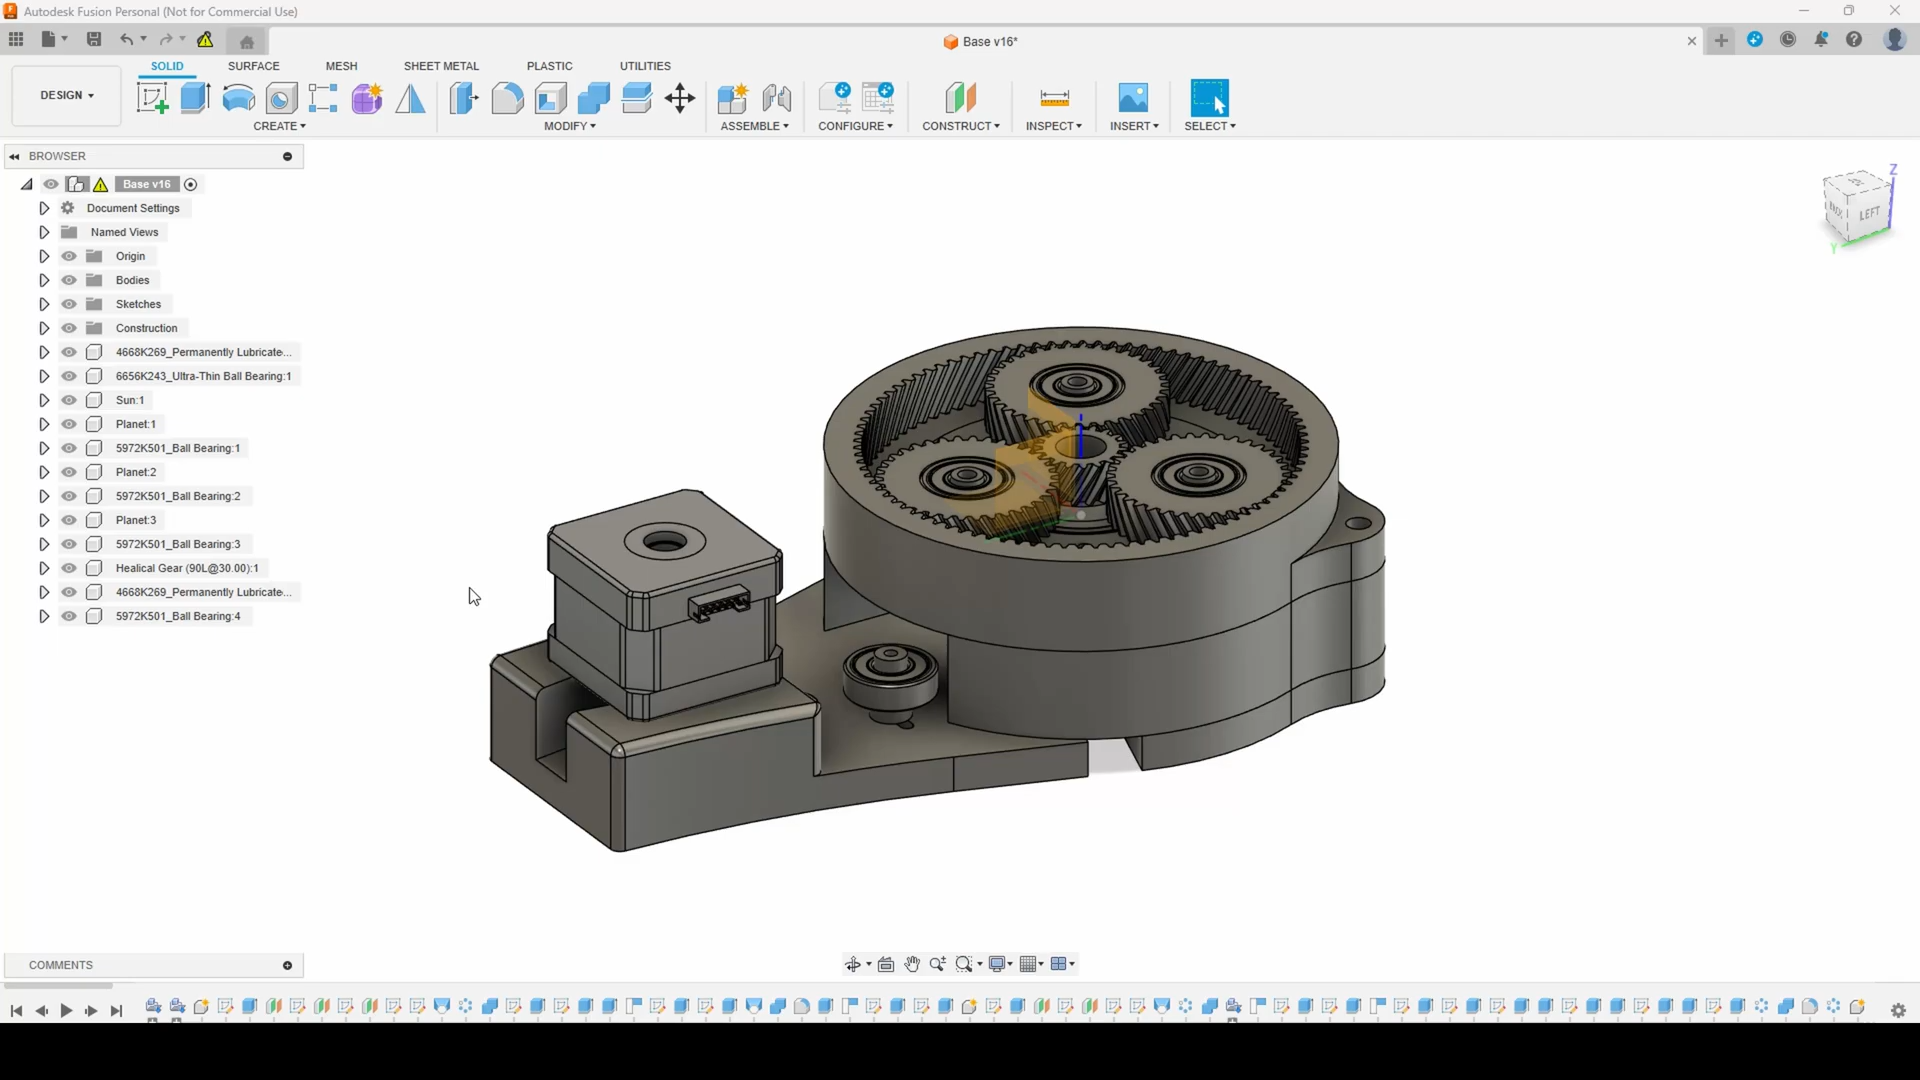 Autodesk Fusion Personal (Not for Commercial Use)
Base v16*
DESIGN
SOLID
SURFACE
MESH
SHEET METAL
PLASTIC
UTILITIES
CREATE
MODIFY
ASSEMBLE
CONFIGURE
CONSTRUCT
INSPECT
INSERT
SELECT
BROWSER
Base v16
Document Settings
Named Views
Origin
Bodies
Sketches
Construction
4668K269_Permanently Lubricate...
6656K243_Ultra-Thin Ball Bearing:1
Sun:1
Planet:1
5972K501_Ball Bearing:1
Planet:2
5972K501_Ball Bearing:2
Planet:3
5972K501_Ball Bearing:3
Healical Gear (90L@30.00):1
4668K269_Permanently Lubricate...
5972K501_Ball Bearing:4
Z
LEFT
Y
COMMENTS